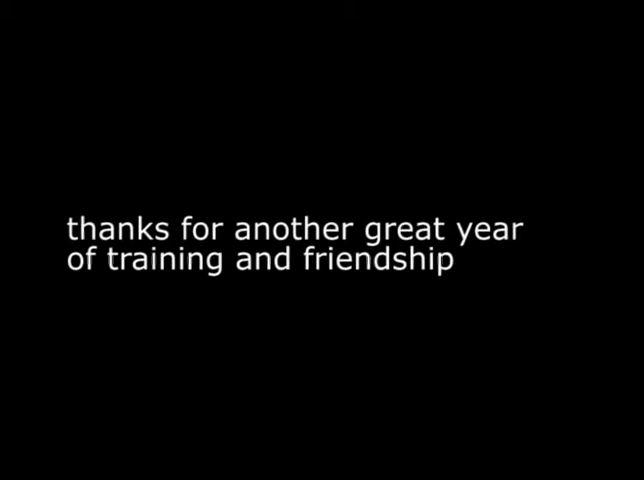 thanks for another great year
of training and friendship